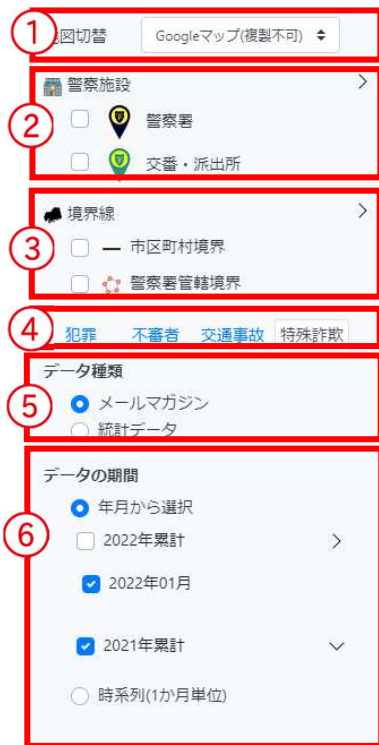 ① 図切替 Googleマップ(複製不可)
警察施設
②
警察署
交番・派出所
境界線
③ 市区町村境界
警察署管轄境界
④ 犯罪 不審者 交通事故 特殊詐欺
データ種類
⑤ メールマガジン
統計データ
データの期間
⑥ 年月から選択
2022年累計
2022年01月
2021年累計
時系列(1か月単位)